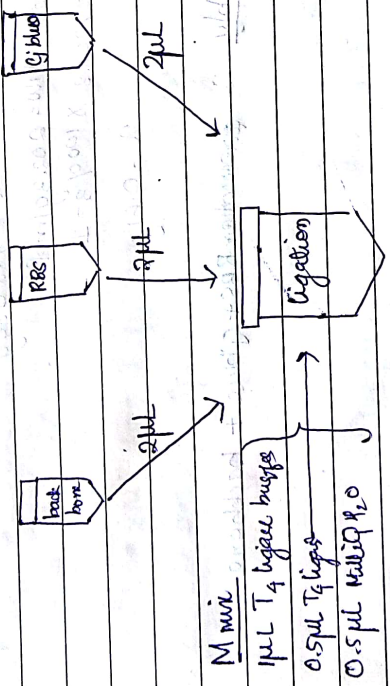 back
bone
RBS
Cjblue
2µL
2µL
2µL
ligation
M mix
1µL T4 ligase buffer
0.5µL T4 ligase
0.5µL MilliQ H2O